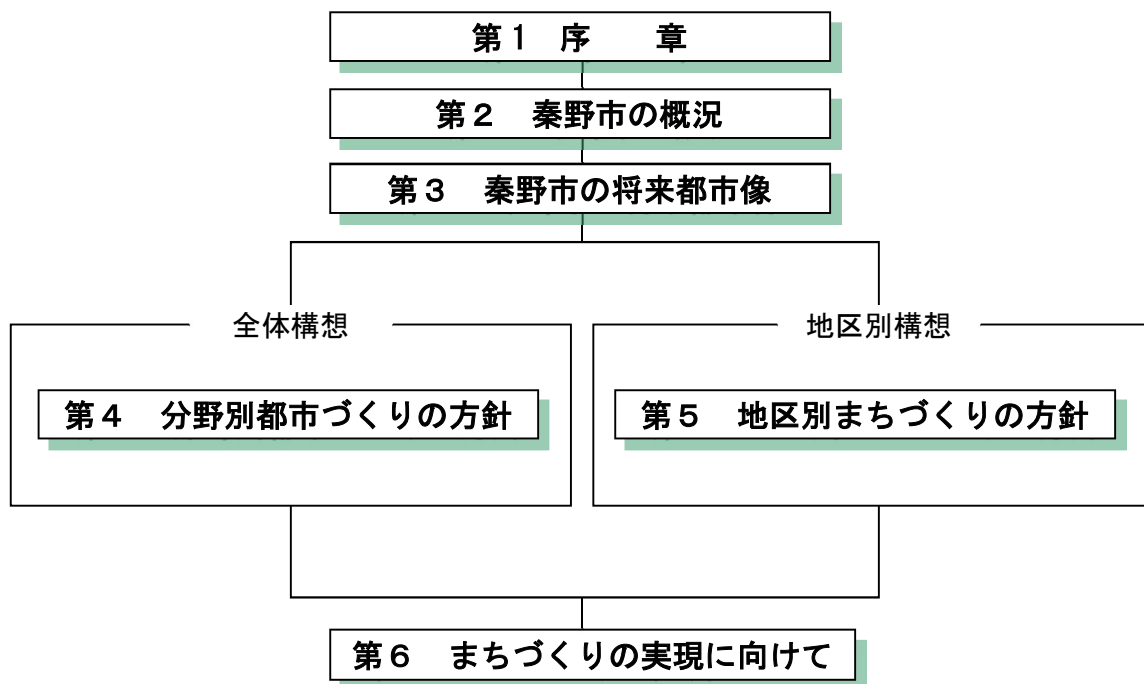 第１　序　　章
第２　秦野市の概況
第３　秦野市の将来都市像
全体構想
地区別構想
第４　分野別都市づくりの方針
第５　地区別まちづくりの方針
第６　まちづくりの実現に向けて